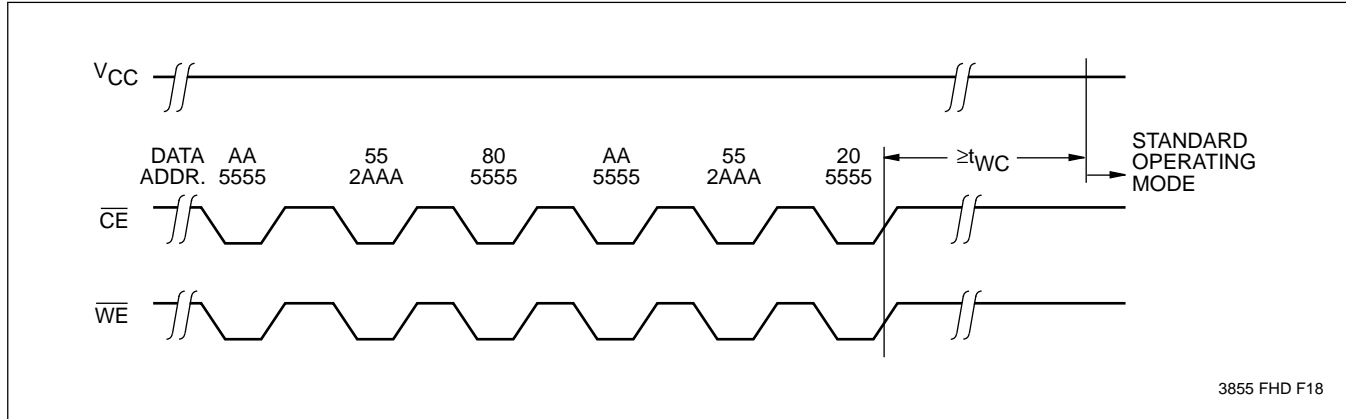 VCC
DATA AA 55 80 AA 55 20
ADDR. 5555 2AAA 5555 5555 2AAA 5555
≥tWC
STANDARD
OPERATING
MODE
CE
WE
3855 FHD F18